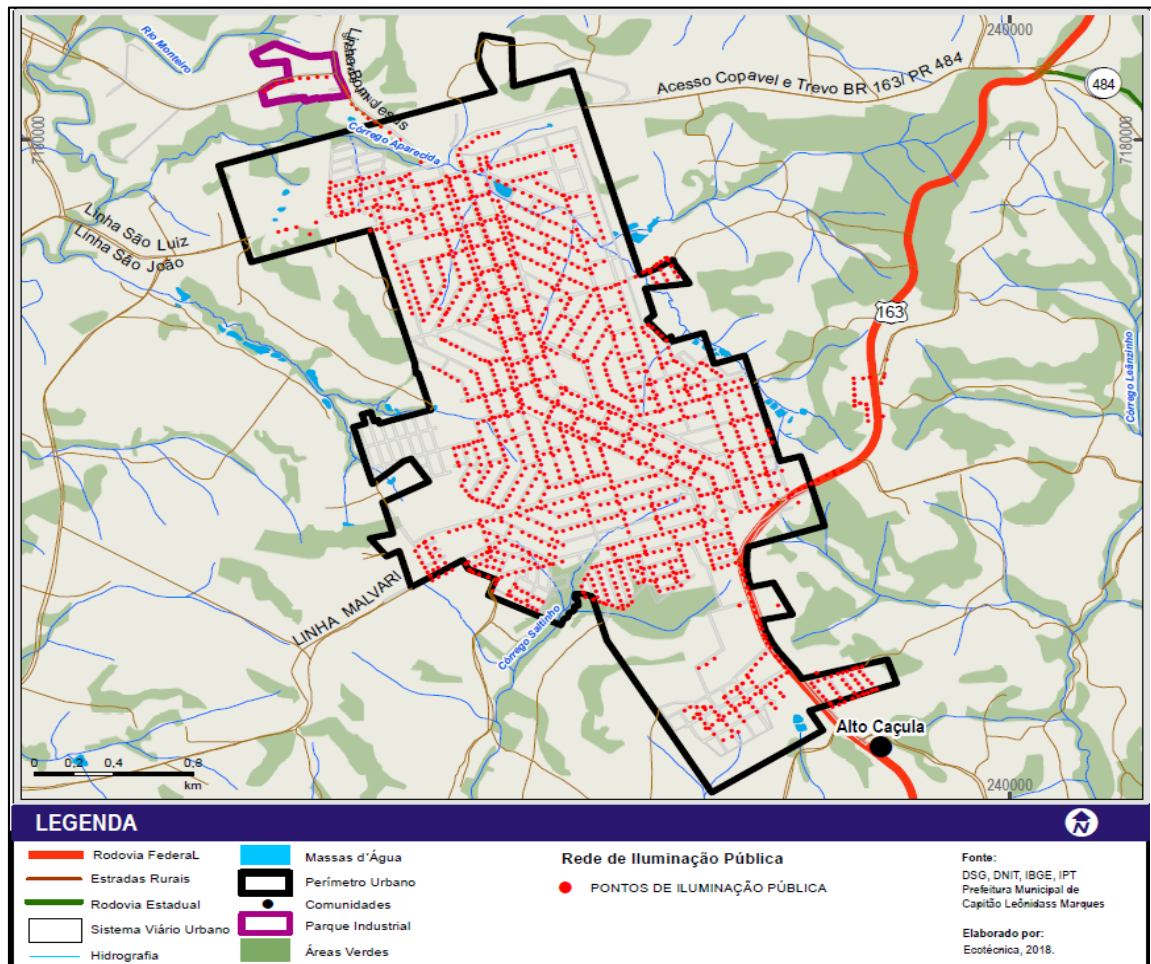 240000
Rio Monteiro
Linha Bom Jesus
Acesso Copavel e Trevo BR 163/ PR 484
484
7180000
7180000
Córrego Aparecida
Linha São Luiz
Linha São João
163
Córrego Leãozinho
LINHA MALVARI
Córrego Saltinho
Alto Caçula
0 0,2 0,4 0,8
km
240000
LEGENDA
N
Rodovia FederaL
Estradas Rurais
Rodovia Estadual
Sistema Viário Urbano
Hidrografia
Massas d'Água
Perímetro Urbano
Comunidades
Parque Industrial
Áreas Verdes
Rede de Iluminação Pública
PONTOS DE ILUMINAÇÃO PÚBLICA
Fonte:
DSG, DNIT, IBGE, IPT
Prefeitura Municipal de
Capitão Leônidass Marques
Elaborado por:
Ecotécnica, 2018.